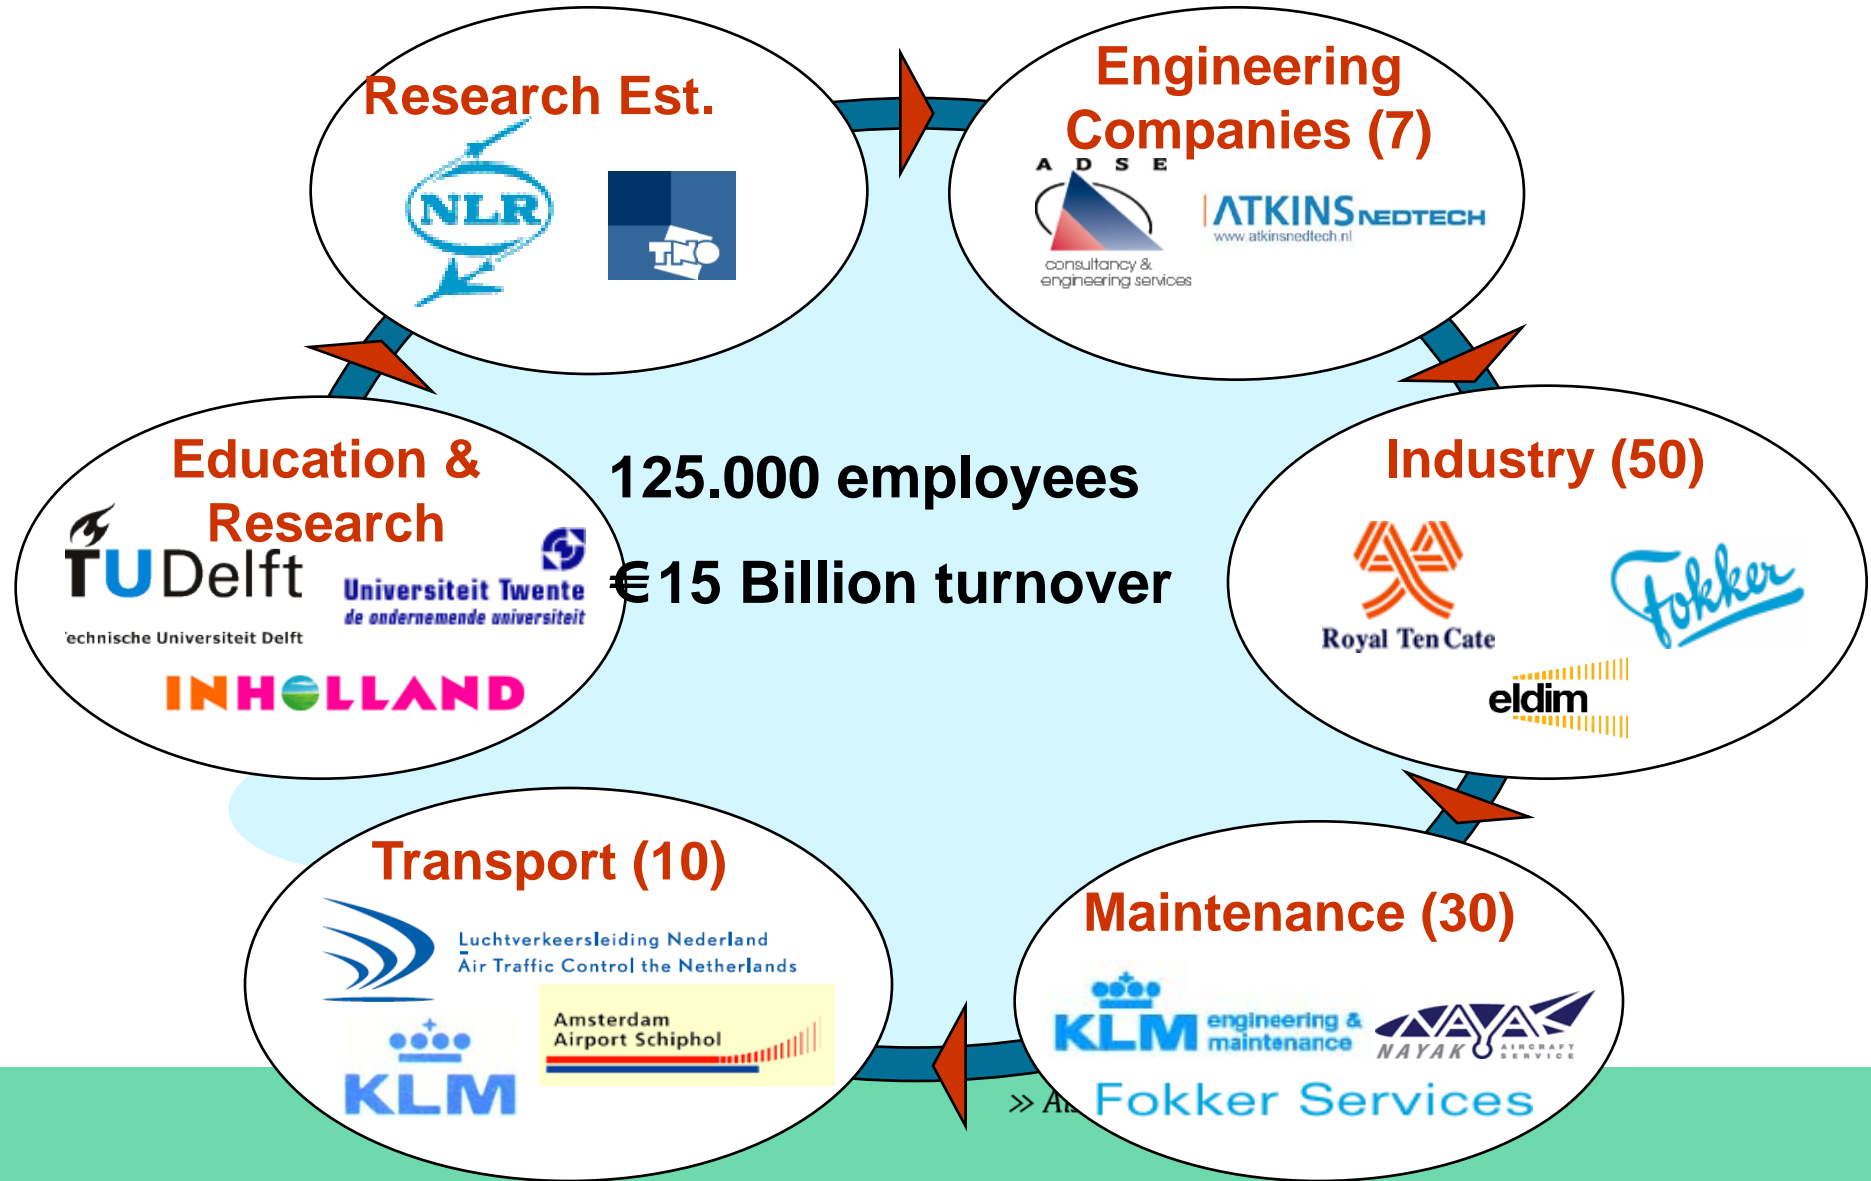 Research Est.
NLR
TNO
Engineering
Companies (7)
ADSE
consultancy &
engineering services
ATKINS NEDTECH
www.atkinsnedtech.nl
Education &
Research
TUDelft
echnische Universiteit Delft
Universiteit Twente
de ondernemende universiteit
INHOLLAND
125.000 employees
€15 Billion turnover
Industry (50)
Royal Ten Cate
Fokker
eldim
Transport (10)
Luchtverkeersleiding Nederland
Air Traffic Control the Netherlands
Amsterdam
Airport Schiphol
KLM
Maintenance (30)
KLM engineering &
maintenance
NAYAK
NAYAK AIRCRAFT
SERVICE
Fokker Services
>>